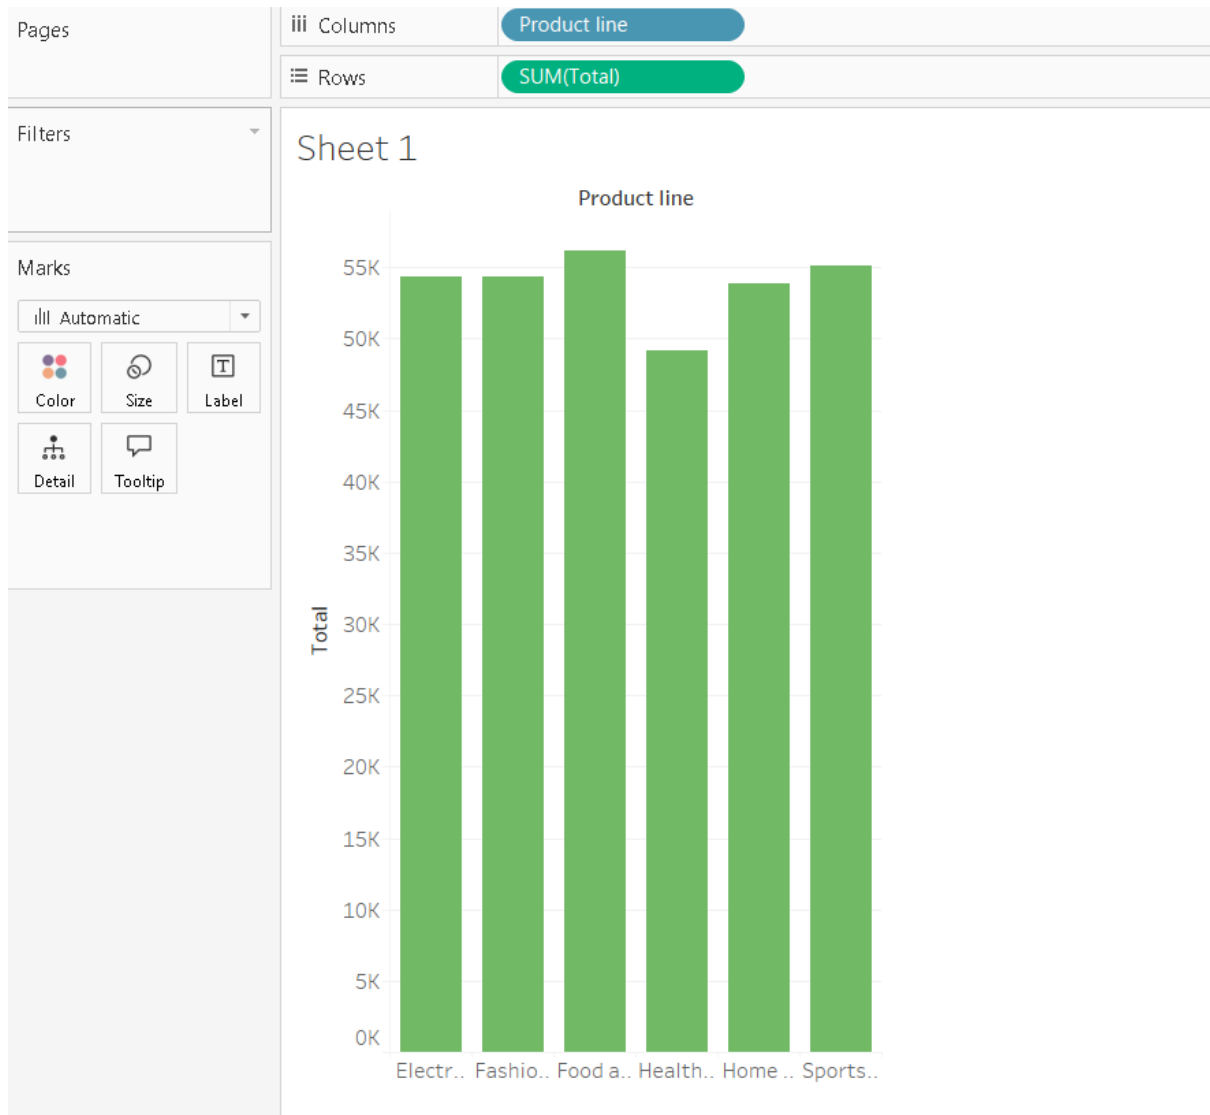 Pages
Columns
Product line
Rows
SUM(Total)
Filters
Marks
Automatic
Color
Size
Label
Detail
Tooltip
Sheet 1
Product line
55K
50K
45K
40K
35K
30K
25K
20K
15K
10K
5K
0K
Total
Electr.. Fashio.. Food a.. Health.. Home .. Sports..